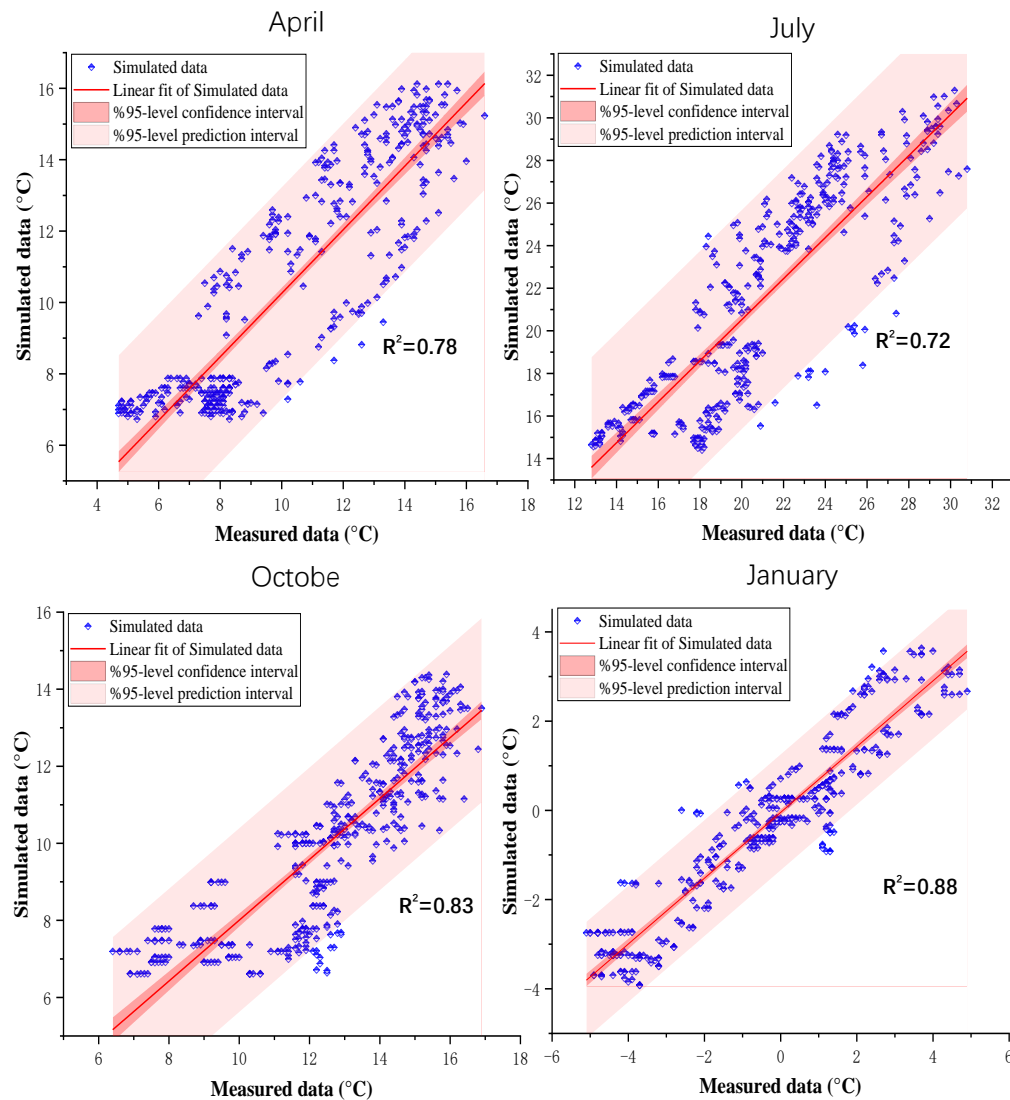 April
Simulated data
Linear fit of Simulated data
%95-level confidence interval
%95-level prediction interval
16
14
12
10
8
6
Simulated data (°C)
R²=0.78
4 6 8 10 12 14 16 18
Measured data (°C)
July
Simulated data
Linear fit of Simulated data
%95-level confidence interval
%95-level prediction interval
32
30
28
26
24
22
20
18
16
14
Simulated data (°C)
R²=0.72
12 14 16 18 20 22 24 26 28 30 32
Measured data (°C)
Octobe
Simulated data
Linear fit of Simulated data
%95-level confidence interval
%95-level prediction interval
16
14
12
10
8
6
Simulated data (°C)
R²=0.83
6 8 10 12 14 16 18
Measured data (°C)
January
Simulated data
Linear fit of Simulated data
%95-level confidence interval
%95-level prediction interval
4
2
0
-2
-4
Simulated data (°C)
R²=0.88
-6 -4 -2 0 2 4 6
Measured data (°C)